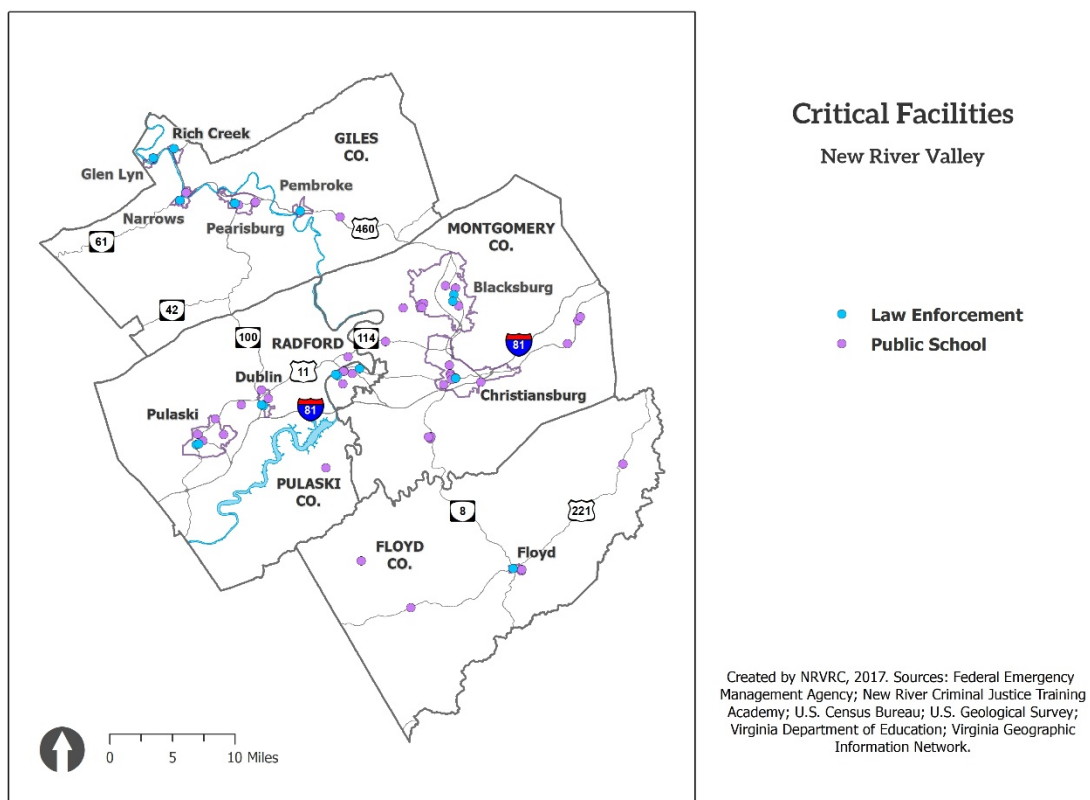 Critical Facilities
New River Valley
Rich Creek
GILES
CO.
Glen Lyn
Pembroke
Narrows
Pearisburg
460
61
MONTGOMERY
CO.
Blacksburg
42
100
RADFORD
114
81
11
Dublin
Christiansburg
81
Pulaski
PULASKI
CO.
8
221
FLOYD
CO.
Floyd
Law Enforcement
Public School
0 5 10 Miles
Created by NRVRC, 2017. Sources: Federal Emergency
Management Agency; New River Criminal Justice Training
Academy; U.S. Census Bureau; U.S. Geological Survey;
Virginia Department of Education; Virginia Geographic
Information Network.